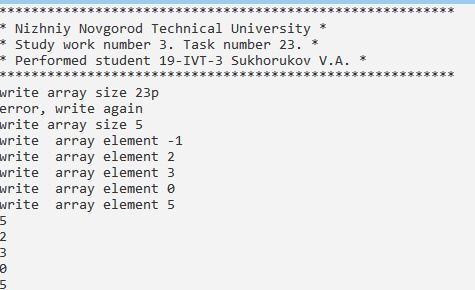 *********************************************************
* Nizhniy Novgorod Technical University *
* Study work number 3. Task number 23. *
* Performed student 19-IVT-3 Sukhorukov V.A. *
*********************************************************
write array size 23p
error, write again
write array size 5
write  array element -1
write  array element 2
write  array element 3
write  array element 0
write  array element 5
5
2
3
0
5